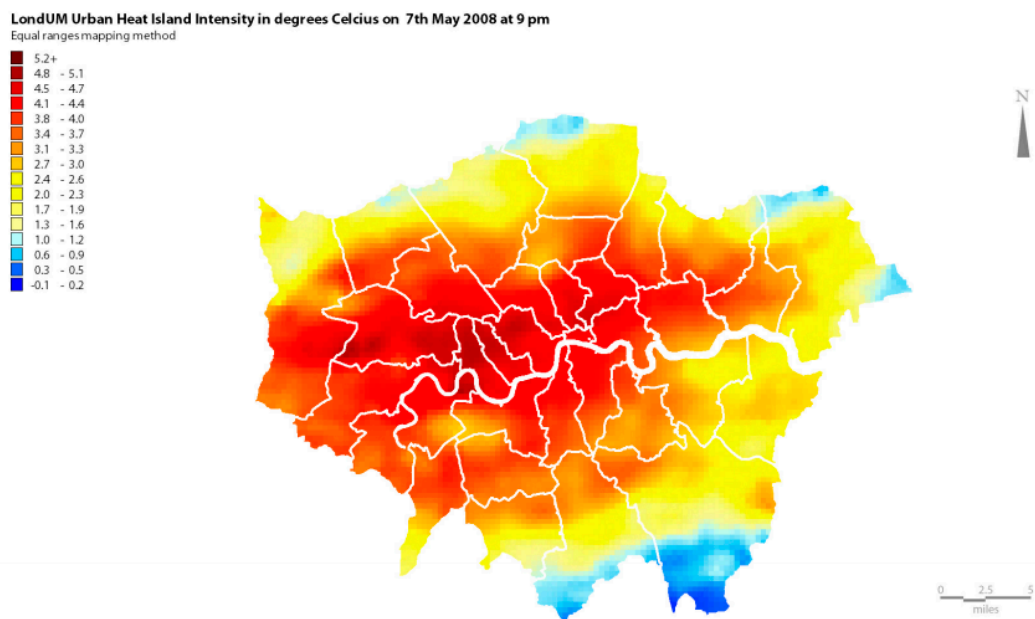 LondUM Urban Heat Island Intensity in degrees Celcius on 7th May 2008 at 9 pm
Equal ranges mapping method
5.2+
4.8 - 5.1
4.5 - 4.7
4.1 - 4.4
3.8 - 4.0
3.4 - 3.7
3.1 - 3.3
2.7 - 3.0
2.4 - 2.6
2.0 - 2.3
1.7 - 1.9
1.3 - 1.6
1.0 - 1.2
0.6 - 0.9
0.3 - 0.5
-0.1 - 0.2
N
0 2.5 5
miles